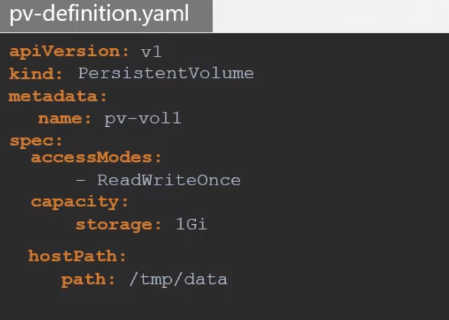 pv-definition.yaml
apiVersion: v1
kind: PersistentVolume
metadata:
name: pv-vol1
spec:
accessModes:
- ReadWriteOnce
capacity:
storage: 1Gi
hostPath:
path: /tmp/data